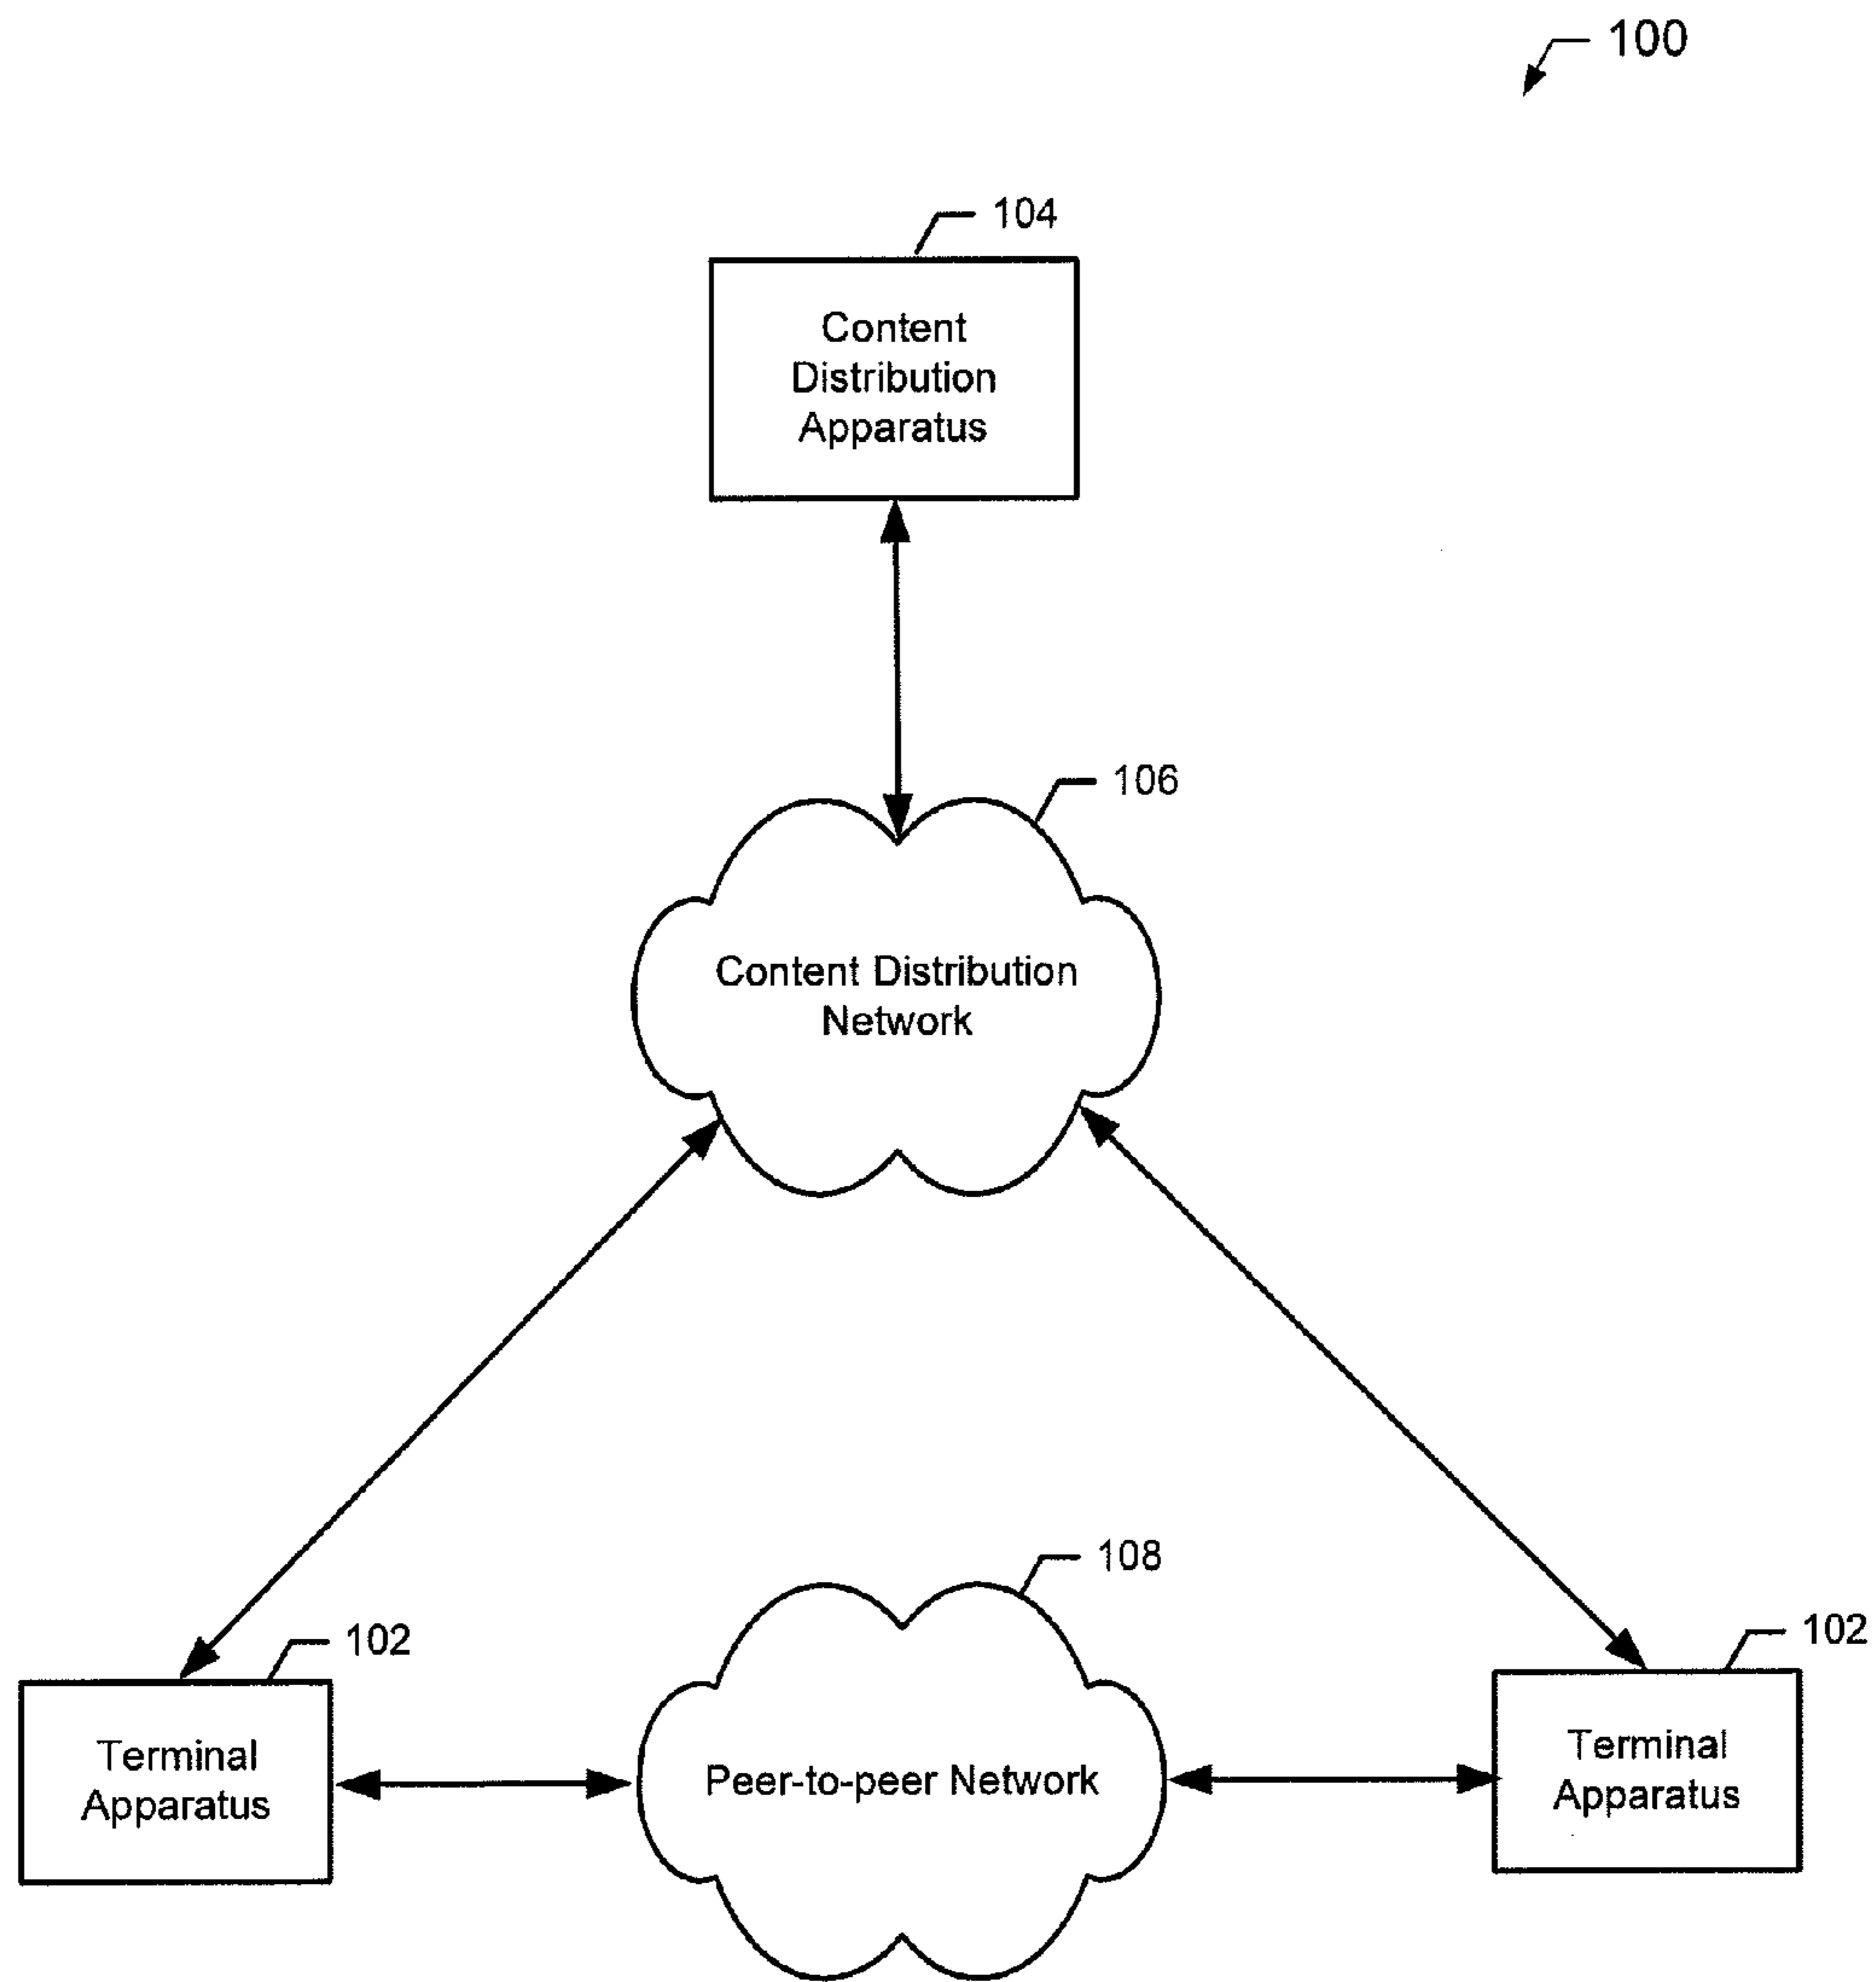 100
104
Content
Distribution
Apparatus
106
Content Distribution
Network
108
102
102
Terminal
Apparatus
Peer-to-peer Network
Terminal
Apparatus